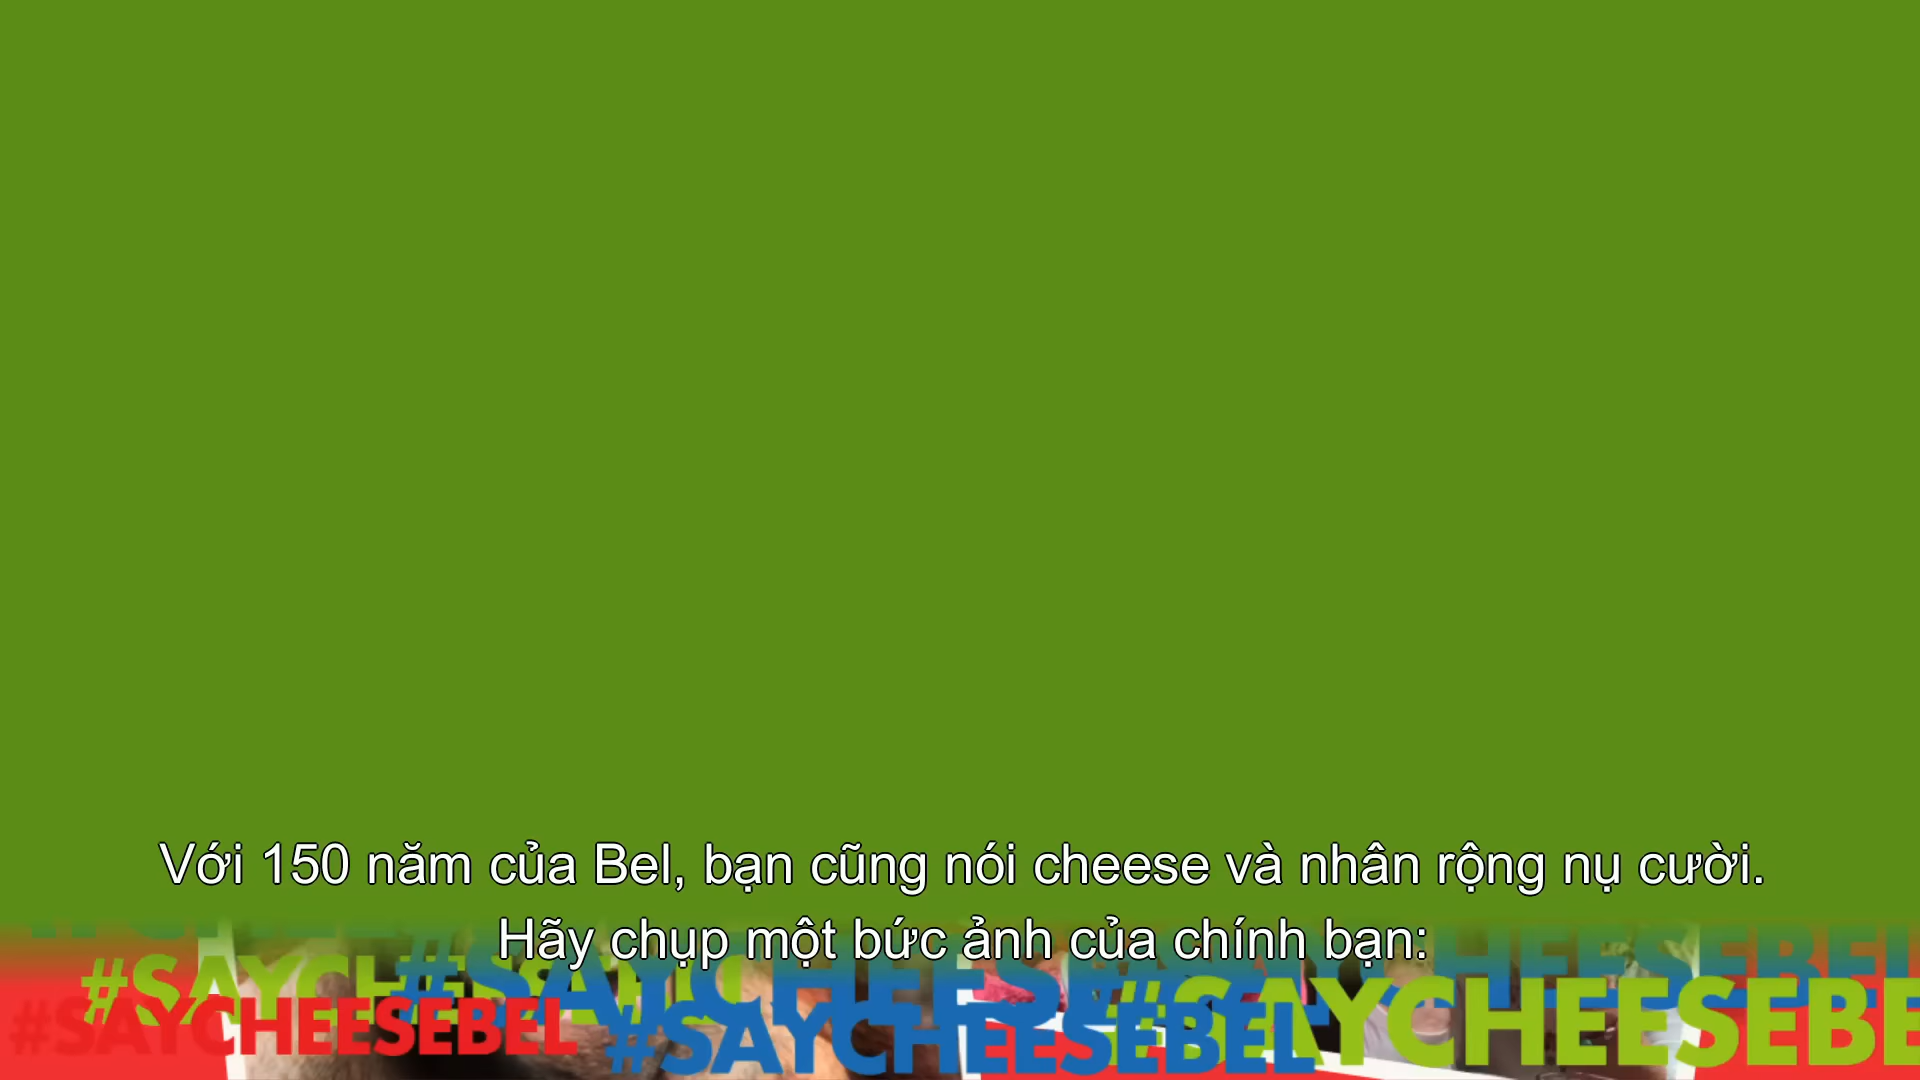 Với 150 năm của Bel, bạn cũng nói cheese và nhân rộng nụ cười.
Hãy chụp một bức ảnh của chính bạn:
#SAYCHEESEBEL
#SAYCHEESEBEL
#SAYCHEESEBE